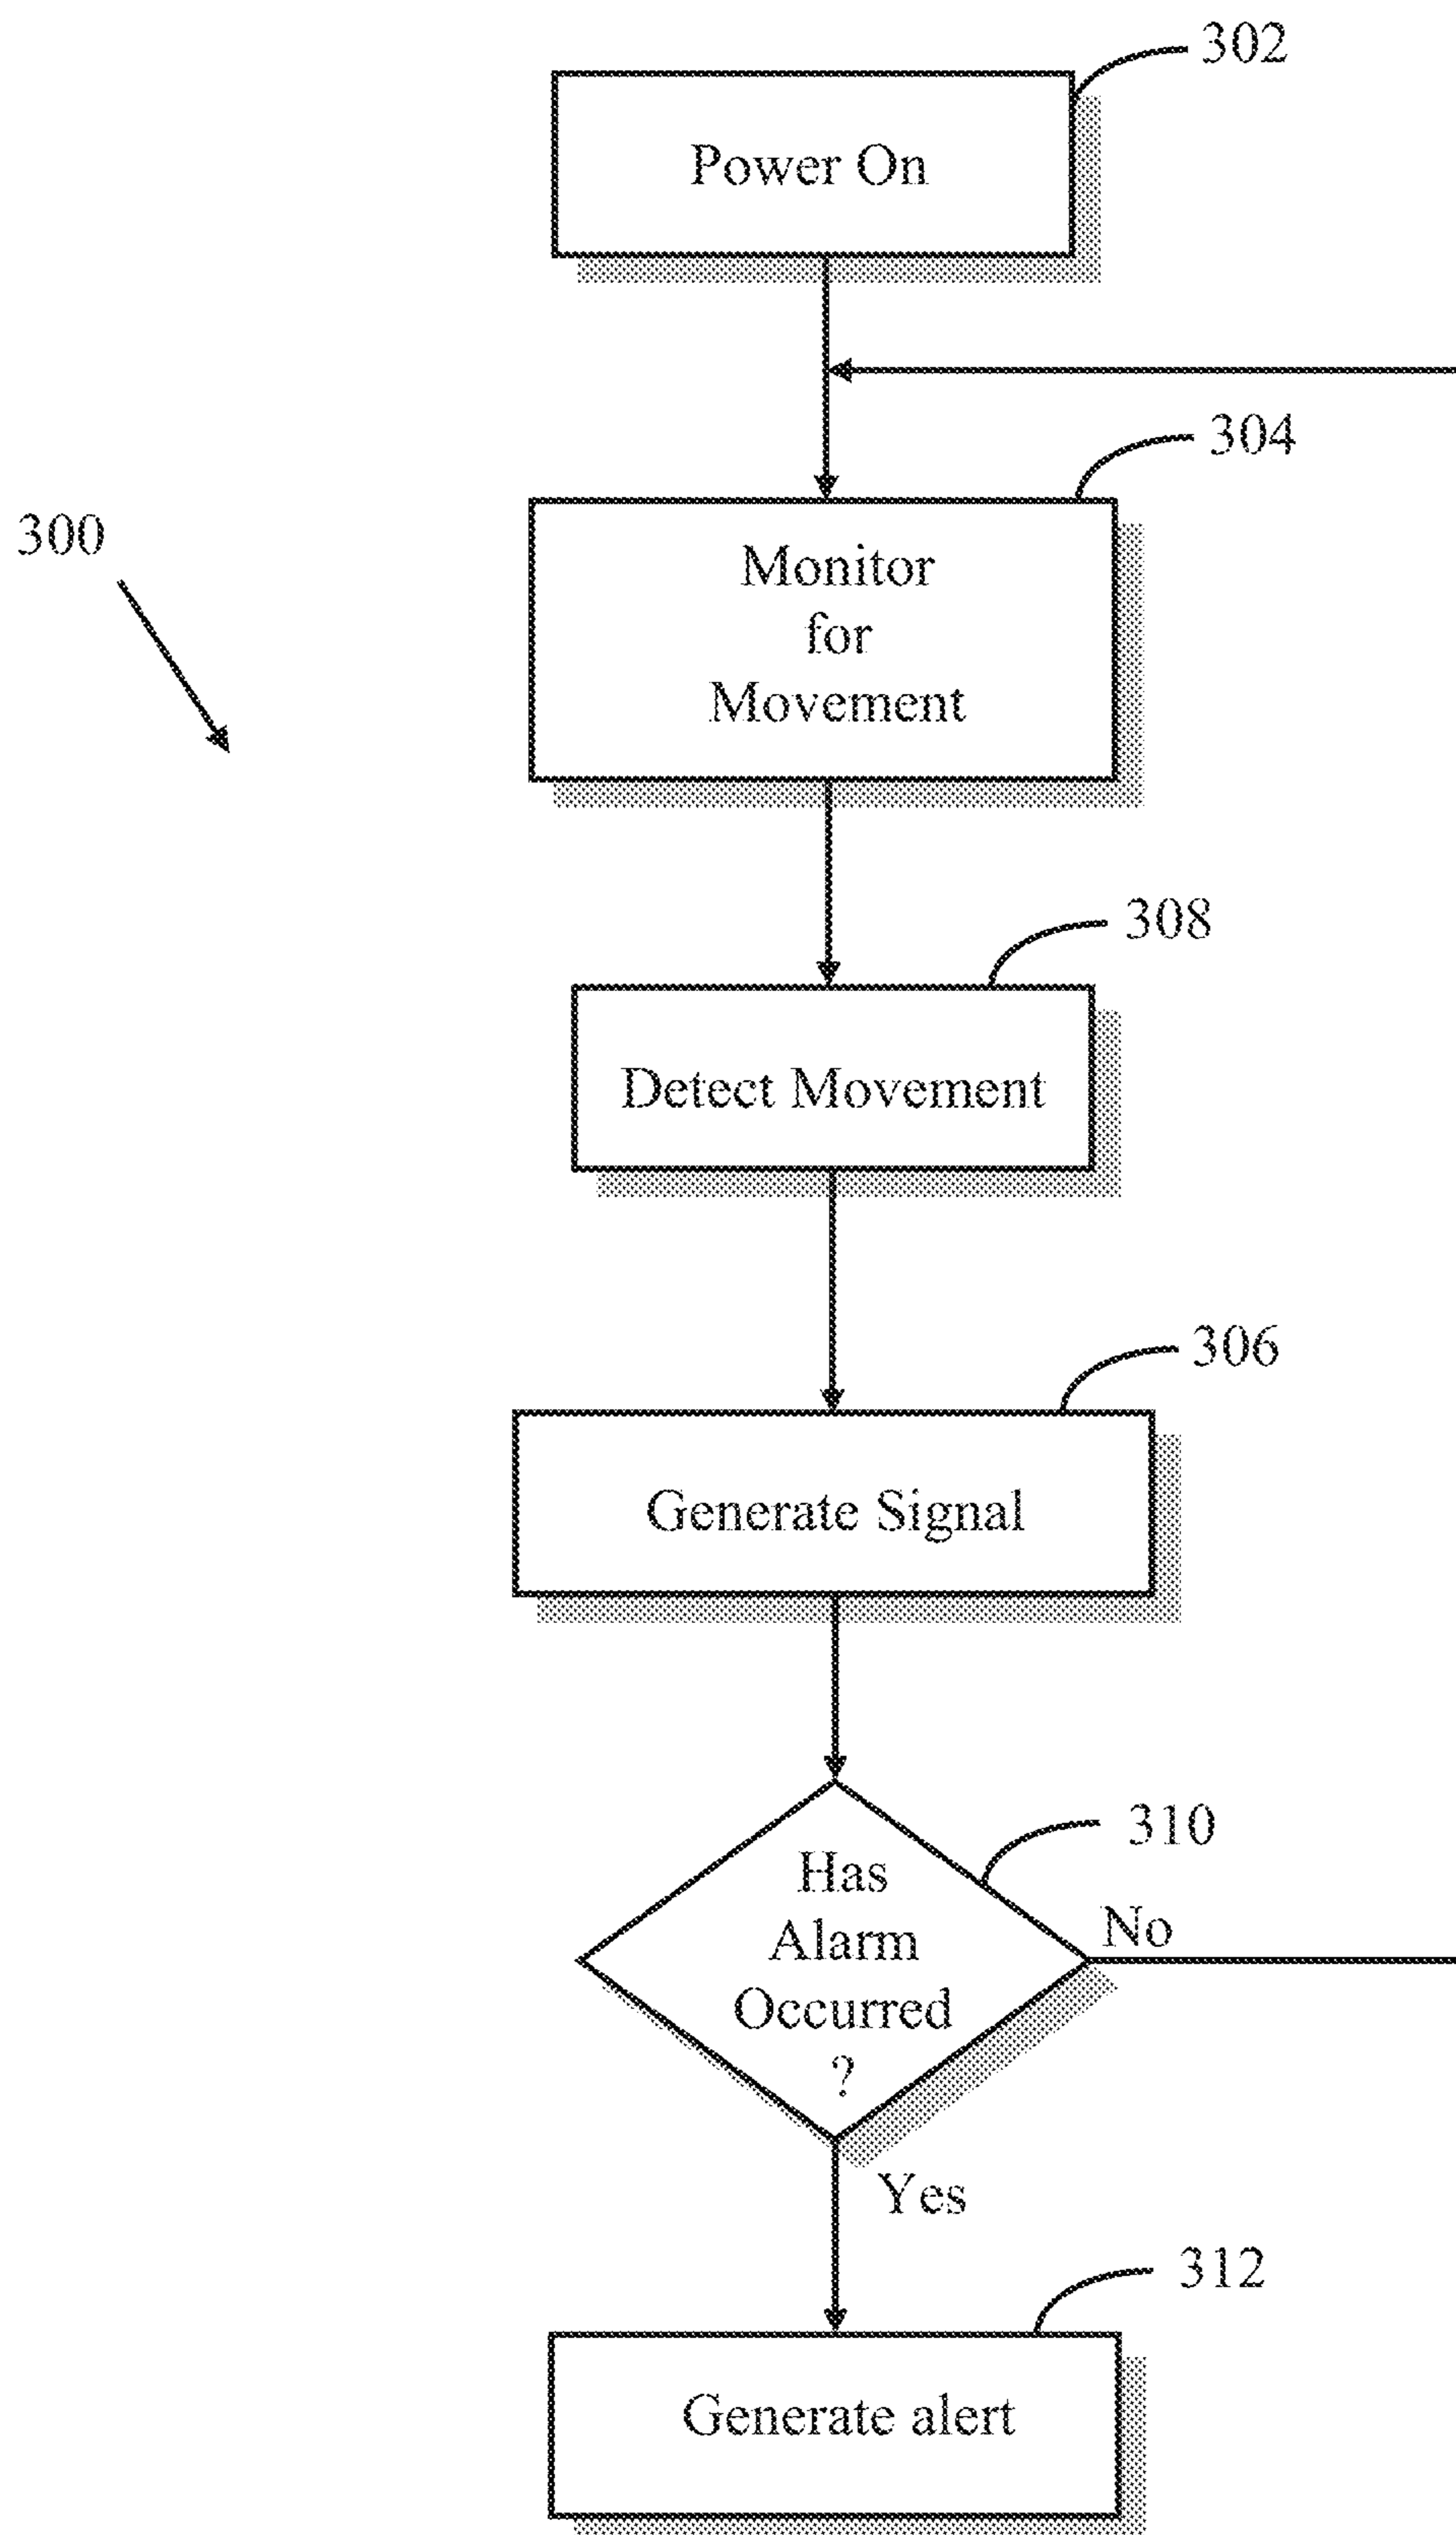 302
Power On
304
300
Monitor
for
Movement
308
Detect Movement
306
Generate Signal
310
Has
Alarm
Occurred
?
No
Yes
312
Generate alert